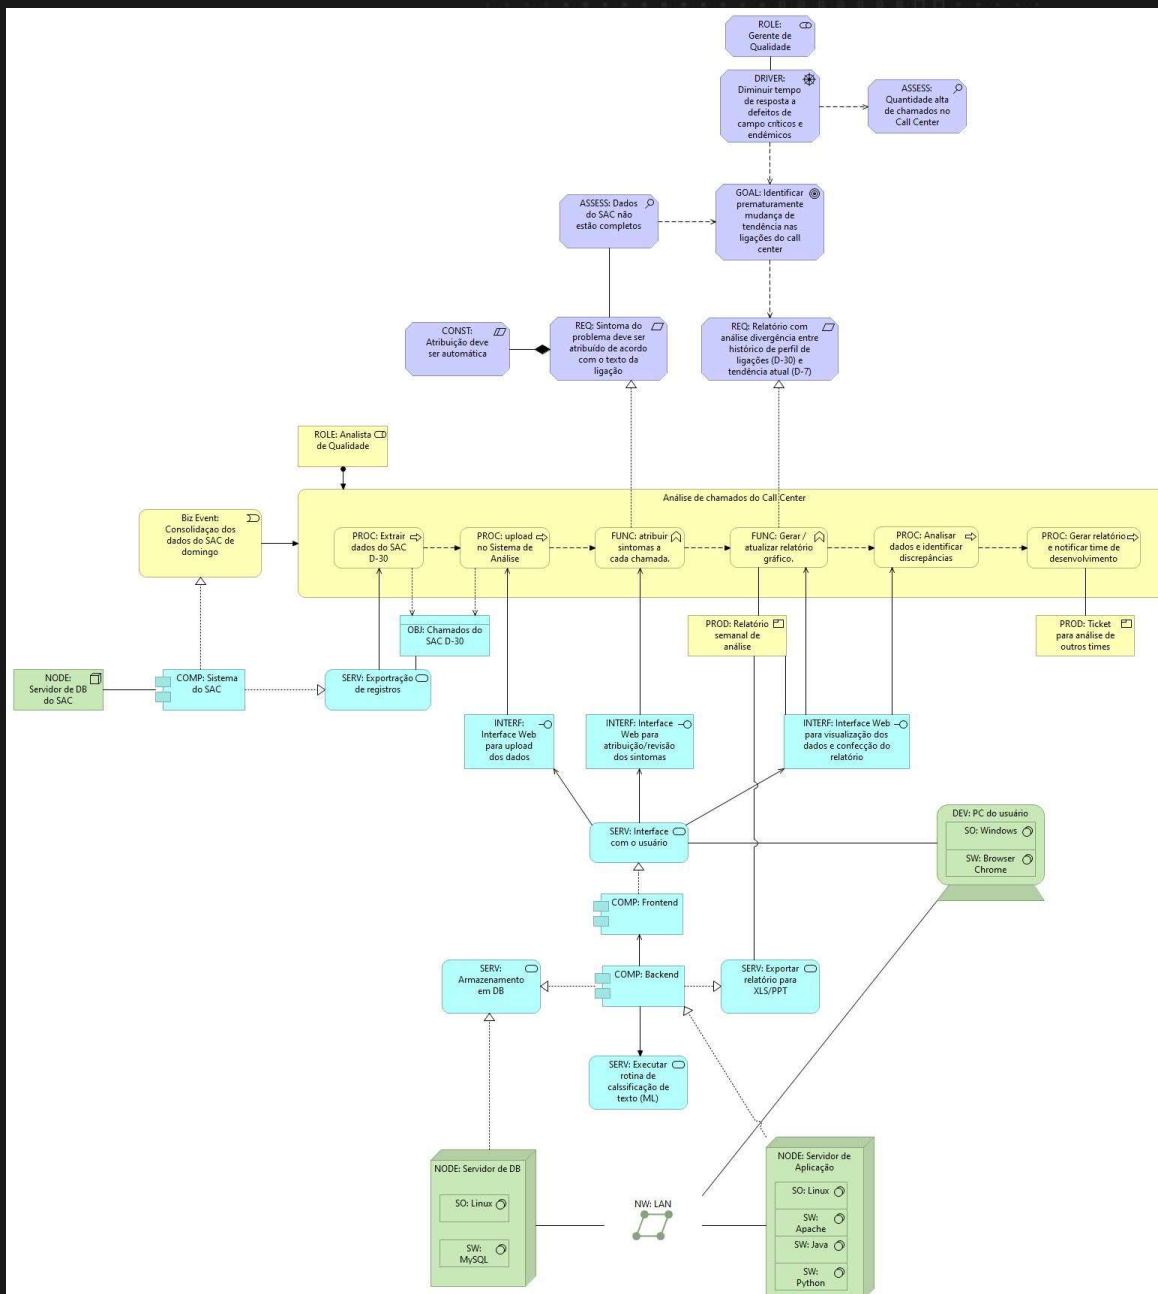 ROLE:
Gerente de
Qualidade
DRIVER:
Diminuir tempo
de resposta a
defeitos de
campo críticos e
endémicos
ASSESS:
Quantidade alta
de chamados no
Call Center
ASSESS: Dados
do SAC não
estão completos
GOAL: Identificar
prematuramente
mudança de
tendência nas
ligações do call
center
CONST:
Atribuição deve
ser automática
REQ: Sintoma do
problema deve ser
atribuído de acordo
com o texto da
ligação
REQ: Relatório com
análise divergência entre
histórico de perfil de
ligações (D-30) e
tendência atual (D-7)
ROLE: Analista
de Qualidade
Análise de chamados do Call Center
Biz Event:
Consolidaçao dos
dados do SAC de
domingo
PROC: Extrair
dados do SAC
D-30
PROC: upload
no Sistema de
Análise
FUNC: atribuir
sintomas a
cada chamada.
FUNC: Gerar /
atualizar relatório
gráfico.
PROC: Analisar
dados e identificar
discrepâncias
PROC: Gerar relatório
e notificar time de
desenvolvimento
OBJ: Chamados do
SAC D-30
PROD: Relatório
semanal de
análise
PROD: Ticket
para análise de
outros times
NODE:
Servidor de DB
do SAC
COMP: Sistema
do SAC
SERV: Exportração
de registros
INTERF:
Interface Web
para upload
dos dados
INTERF: Interface
Web para
atribuição/revisão
dos sintomas
INTERF: Interface Web
para visualização dos
dados e confecção do
relatório
SERV: Interface
com o usuário
DEV: PC do usuário
SO: Windows
SW: Browser
Chrome
COMP: Frontend
SERV:
Armazenamento
em DB
COMP: Backend
SERV: Exportar
relatório para
XLS/PPT
SERV: Executar
rotina de
calssificação de
texto (ML)
NODE: Servidor de DB
SO: Linux
SW:
MySQL
NW: LAN
NODE: Servidor de
Aplicação
SO: Linux
SW:
Apache
SW: Java
SW:
Python